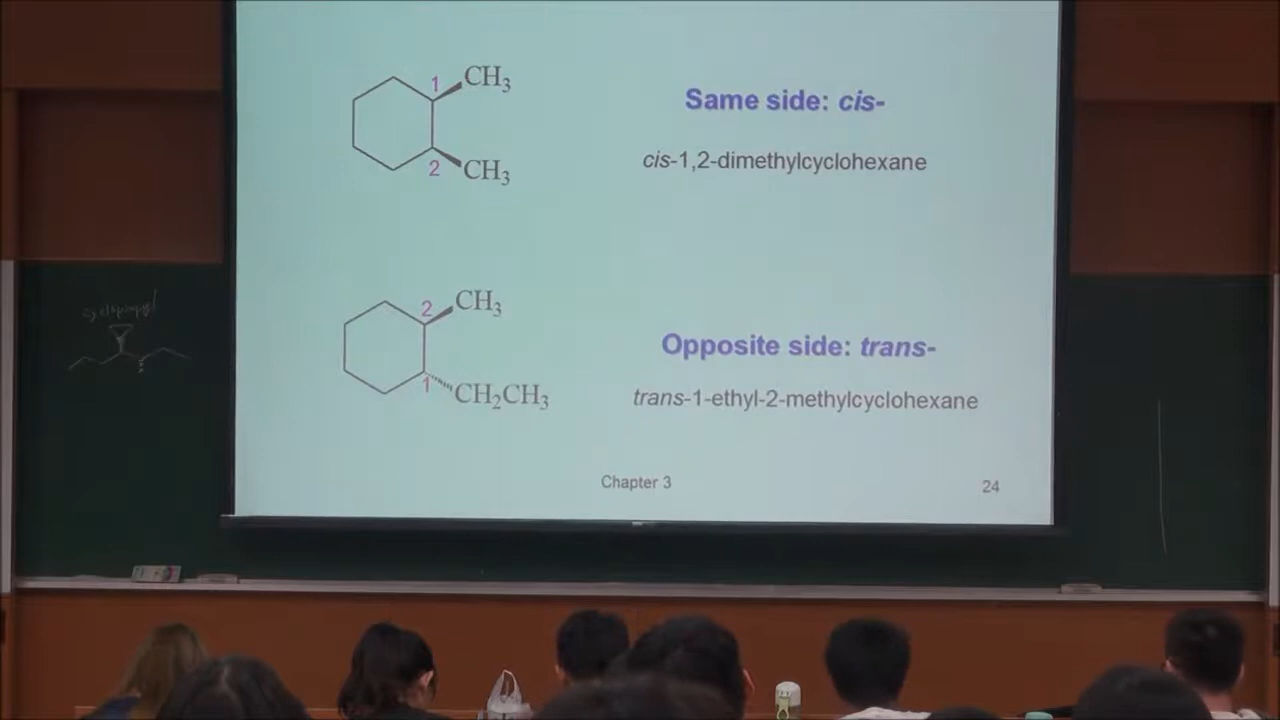 1 CH3
2 CH3
Same side: cis-
cis-1,2-dimethylcyclohexane
2 CH3
1 CH2CH3
Opposite side: trans-
trans-1-ethyl-2-methylcyclohexane
Chapter 3
24
cyclopropyl